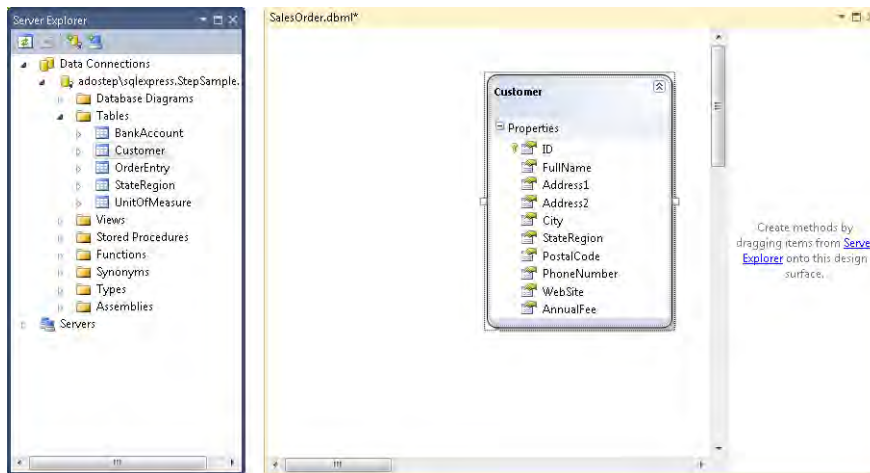 Server Explorer
Data Connections
adostep\sqlexpress.StepSample.
Database Diagrams
Tables
BankAccount
Customer
OrderEntry
StateRegion
UnitOfMeasure
Views
Stored Procedures
Functions
Synonyms
Types
Assemblies
Servers
SalesOrder.dbml*
Customer
Properties
ID
FullName
Address1
Address2
City
StateRegion
PostalCode
PhoneNumber
WebSite
AnnualFee
Create methods by
dragging items from Serve
Explorer onto this design
surface.